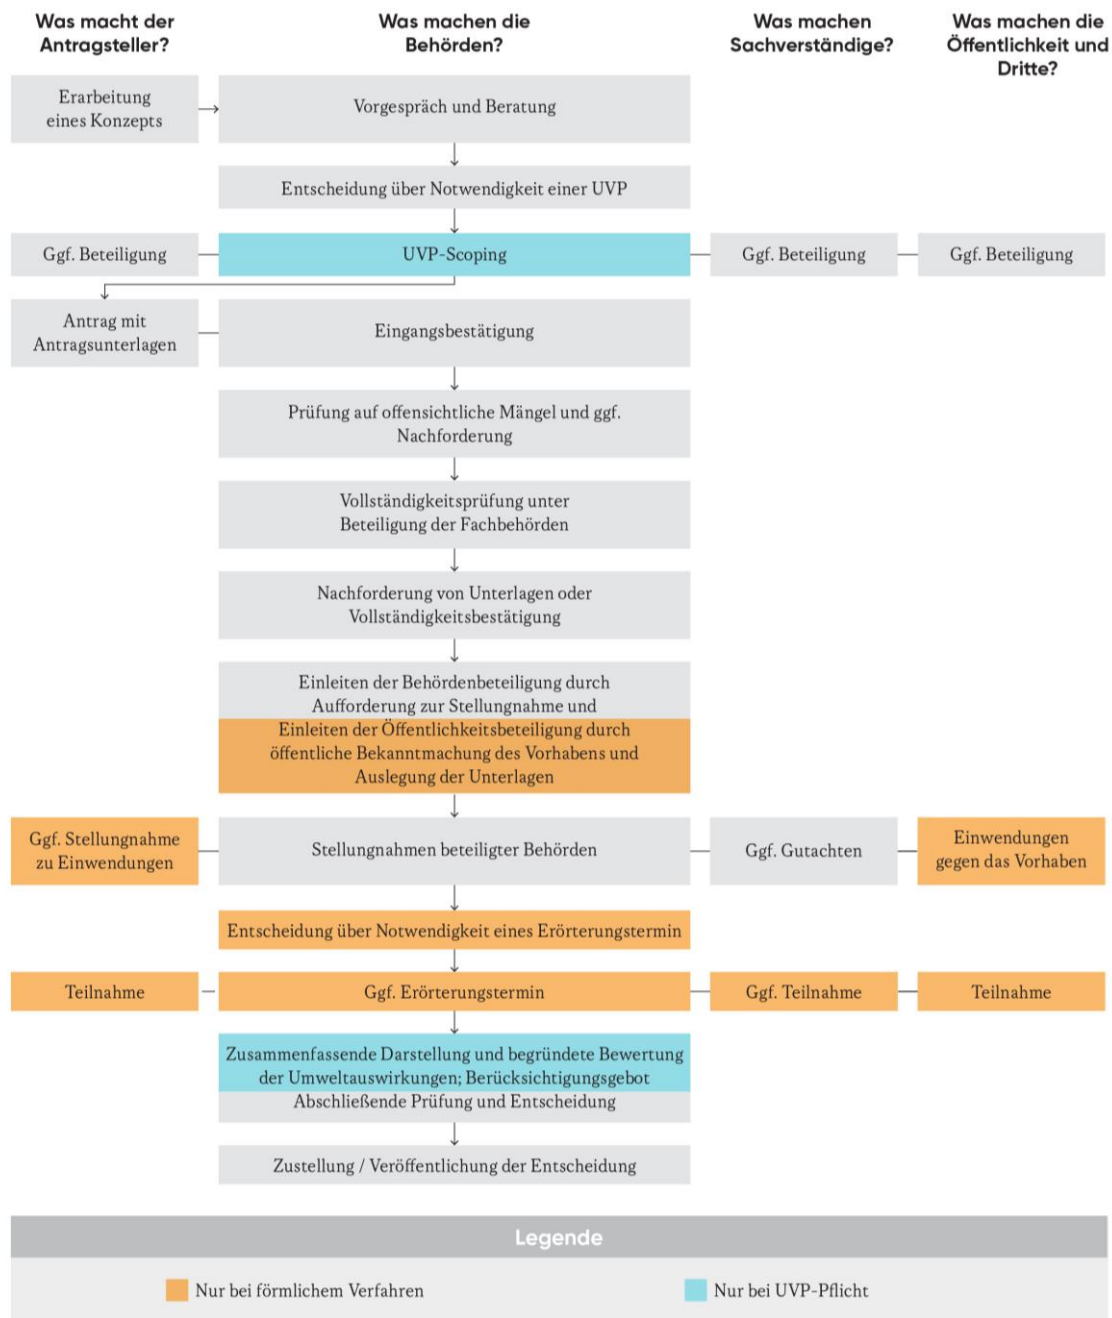 Was macht der
Antragsteller?
Was machen die
Behörden?
Was machen
Sachverständige?
Was machen die
Öffentlichkeit und
Dritte?
Erarbeitung
eines Konzepts
Vorgespräch und Beratung
Entscheidung über Notwendigkeit einer UVP
Ggf. Beteiligung
UVP-Scoping
Ggf. Beteiligung
Ggf. Beteiligung
Antrag mit
Antragsunterlagen
Eingangsbestätigung
Prüfung auf offensichtliche Mängel und ggf.
Nachforderung
Vollständigkeitsprüfung unter
Beteiligung der Fachbehörden
Nachforderung von Unterlagen oder
Vollständigkeitsbestätigung
Einleiten der Behördenbeteiligung durch
Aufforderung zur Stellungnahme und
Einleiten der Öffentlichkeitsbeteiligung durch
öffentliche Bekanntmachung des Vorhabens und
Auslegung der Unterlagen
Ggf. Stellungnahme
zu Einwendungen
Stellungnahmen beteiligter Behörden
Ggf. Gutachten
Einwendungen
gegen das Vorhaben
Entscheidung über Notwendigkeit eines Erörterungstermin
Teilnahme
Ggf. Erörterungstermin
Ggf. Teilnahme
Teilnahme
Zusammenfassende Darstellung und begründete Bewertung
der Umweltauswirkungen; Berücksichtigungsgebot
Abschließende Prüfung und Entscheidung
Zustellung / Veröffentlichung der Entscheidung
Legende
Nur bei förmlichem Verfahren
Nur bei UVP-Pflicht